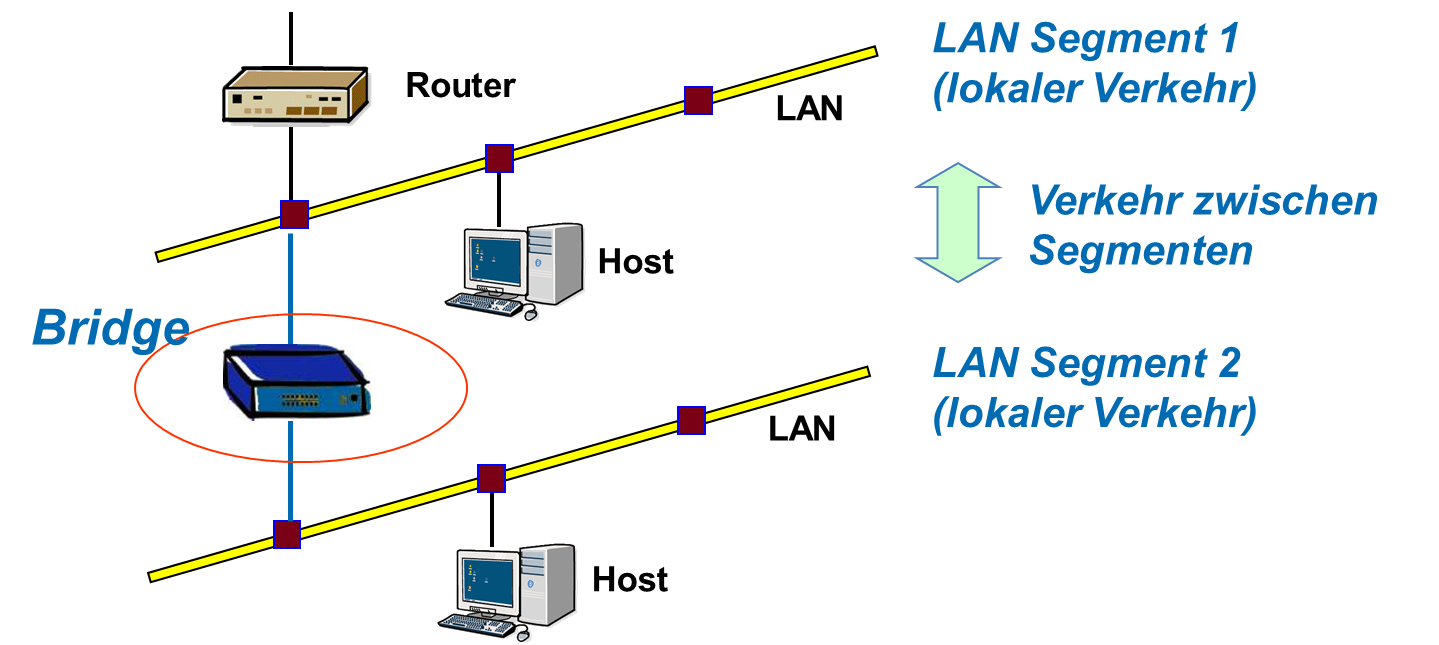 Router
LAN
LAN Segment 1
(lokaler Verkehr)
Host
Verkehr zwischen
Segmenten
Bridge
LAN
LAN Segment 2
(lokaler Verkehr)
Host